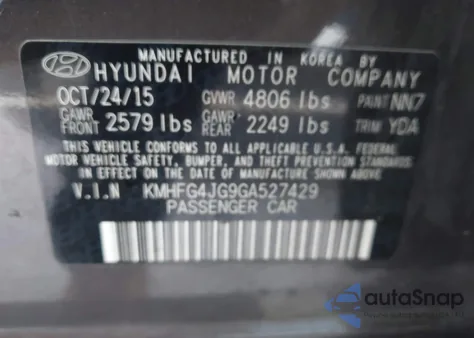 MANUFACTURED IN KOREA BY
HYUNDAI MOTOR COMPANY
OCT/24/15 GVWR 4806 lbs PAINT NN7
GAWR FRONT 2579 lbs GAWR REAR 2249 lbs TRIM YDA
THIS VEHICLE CONFORMS TO ALL APPLICABLE FEDERAL
MOTOR VEHICLE SAFETY, BUMPER, AND THEFT PREVENTION
STANDARDS IN EFFECT ON THE DATE OF MANUFACTURE
SHOWN ABOVE.
V.I.N KMHFG4JG9GA527429
PASSENGER CAR
autoSnap